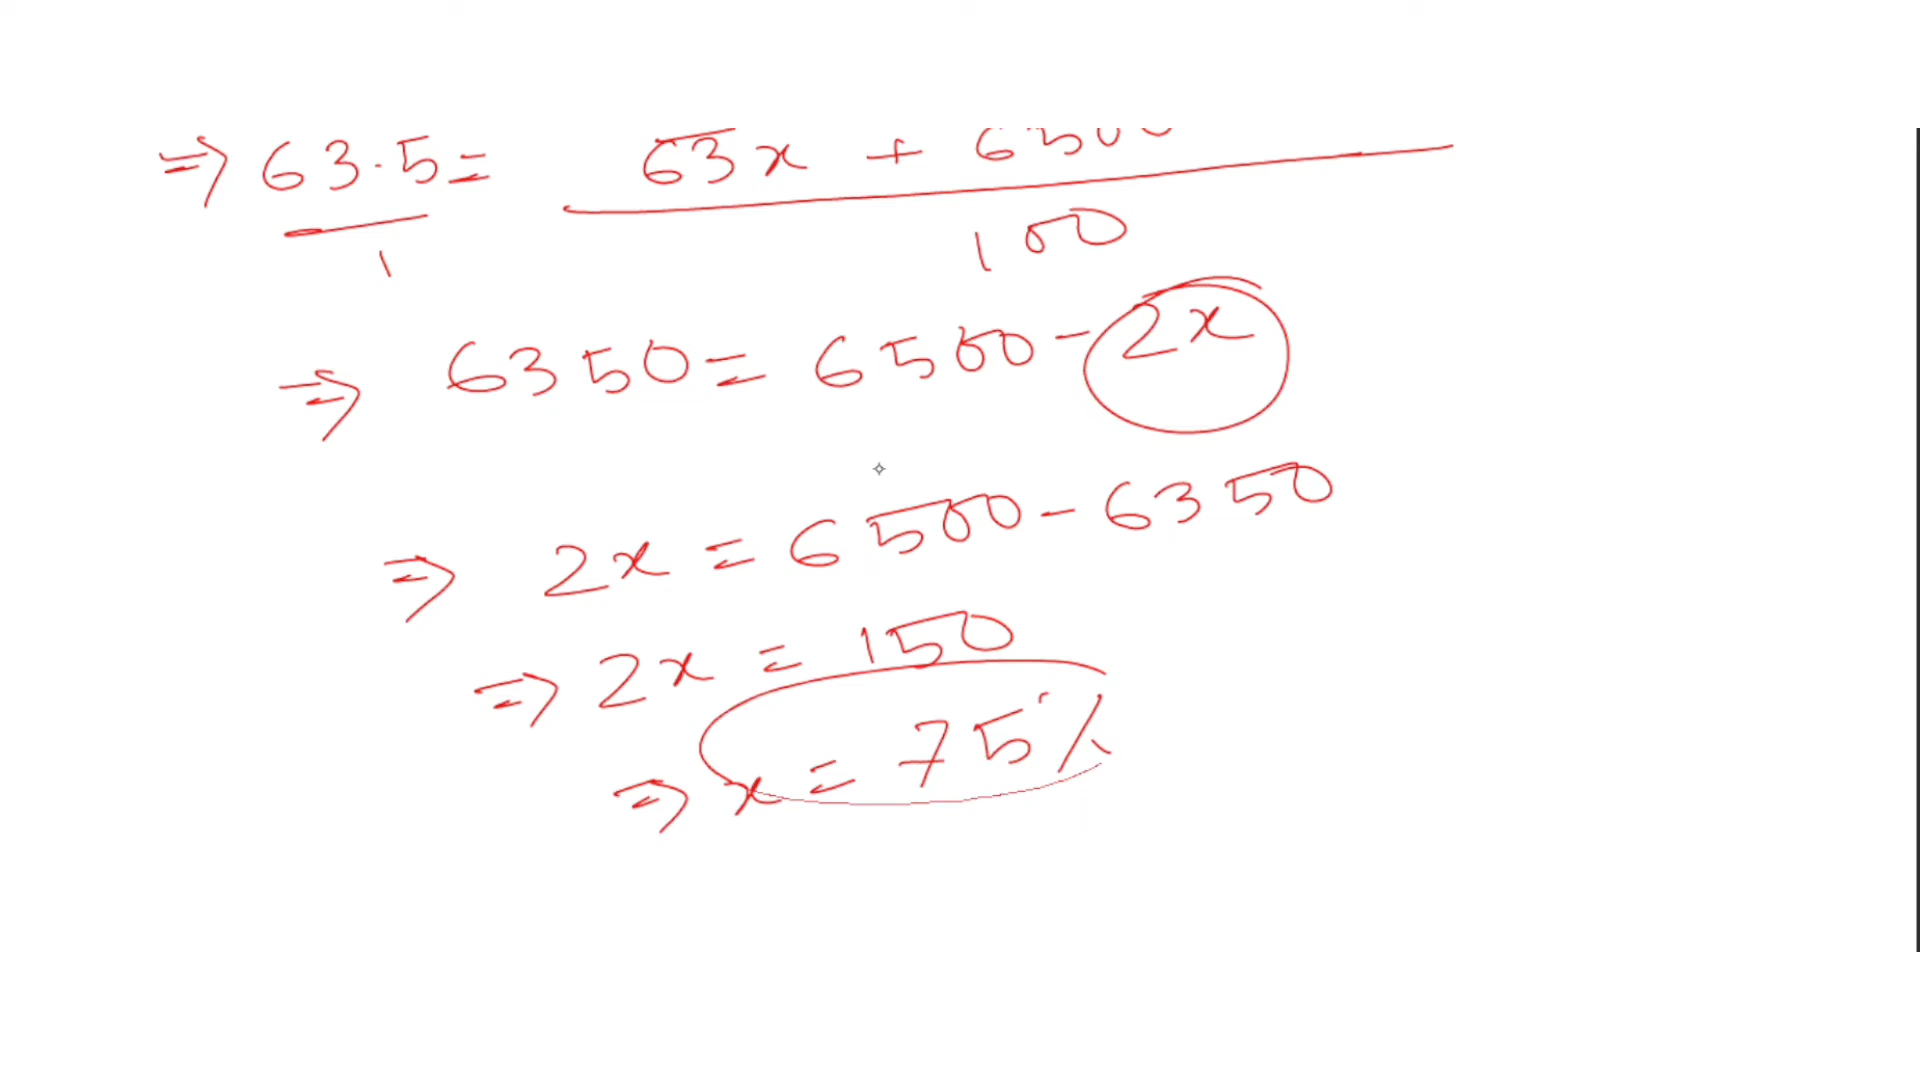 ⇒ 63.5 = 63x + 6500
1 100
⇒ 6350 = 6500 - 2x
⇒ 2x = 6500 - 6350
⇒ 2x = 150
⇒ x = 75%